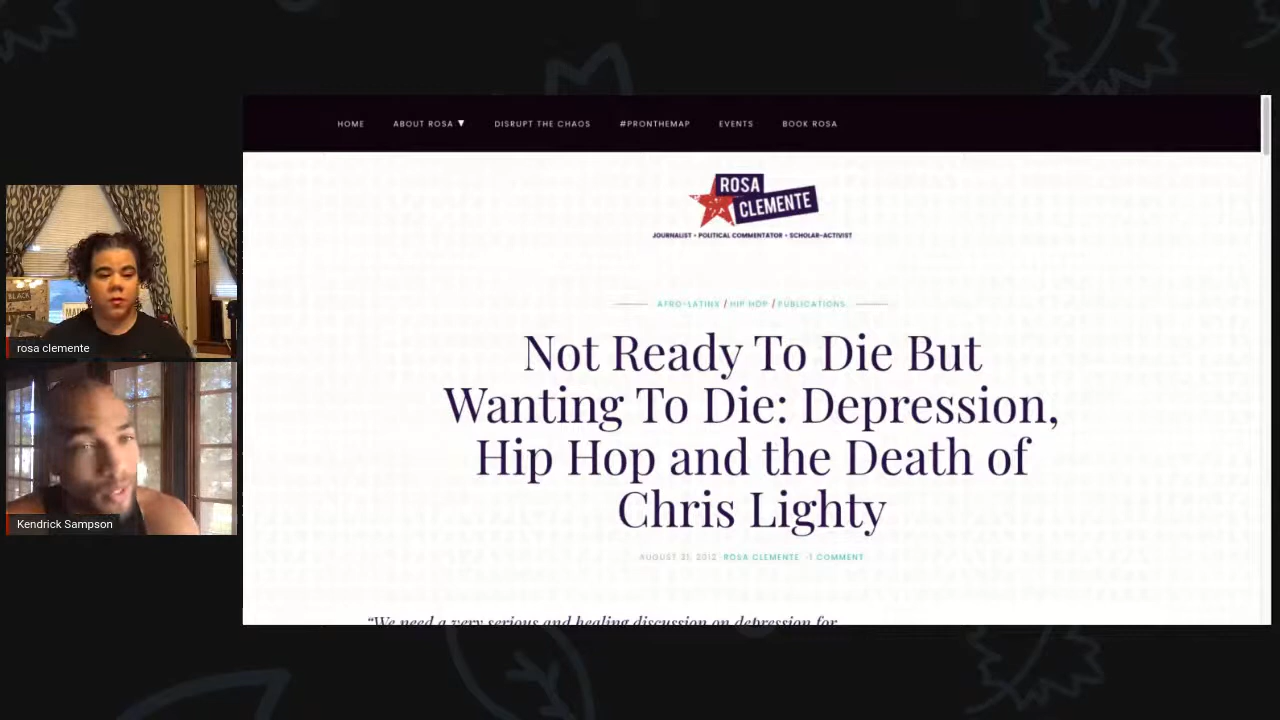 HOME ABOUT ROSA ▼ DISRUPT THE CHAOS #PRONTHEMAP EVENTS BOOK ROSA
ROSA
CLEMENTE
JOURNALIST • POLITICAL COMMENTATOR • SCHOLAR-ACTIVIST
AFRO-LATINX / HIP HOP / PUBLICATIONS
Not Ready To Die But
Wanting To Die: Depression,
Hip Hop and the Death of
Chris Lighty
AUGUST 31, 2012 · ROSA CLEMENTE · 1 COMMENT
“We need a very serious and healing discussion on depression for
BLACK
rosa clemente
Kendrick Sampson